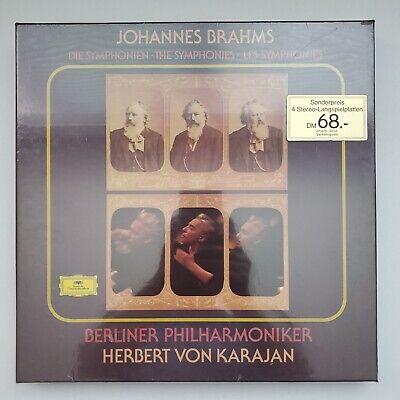 JOHANNES BRAHMS
DIE SYMPHONIEN · THE SYMPHONIES · LES SYMPHONIES
Sonderpreis
4 Stereo-Langspielplatten
DM 68.-
BERLINER PHILHARMONIKER
HERBERT VON KARAJAN